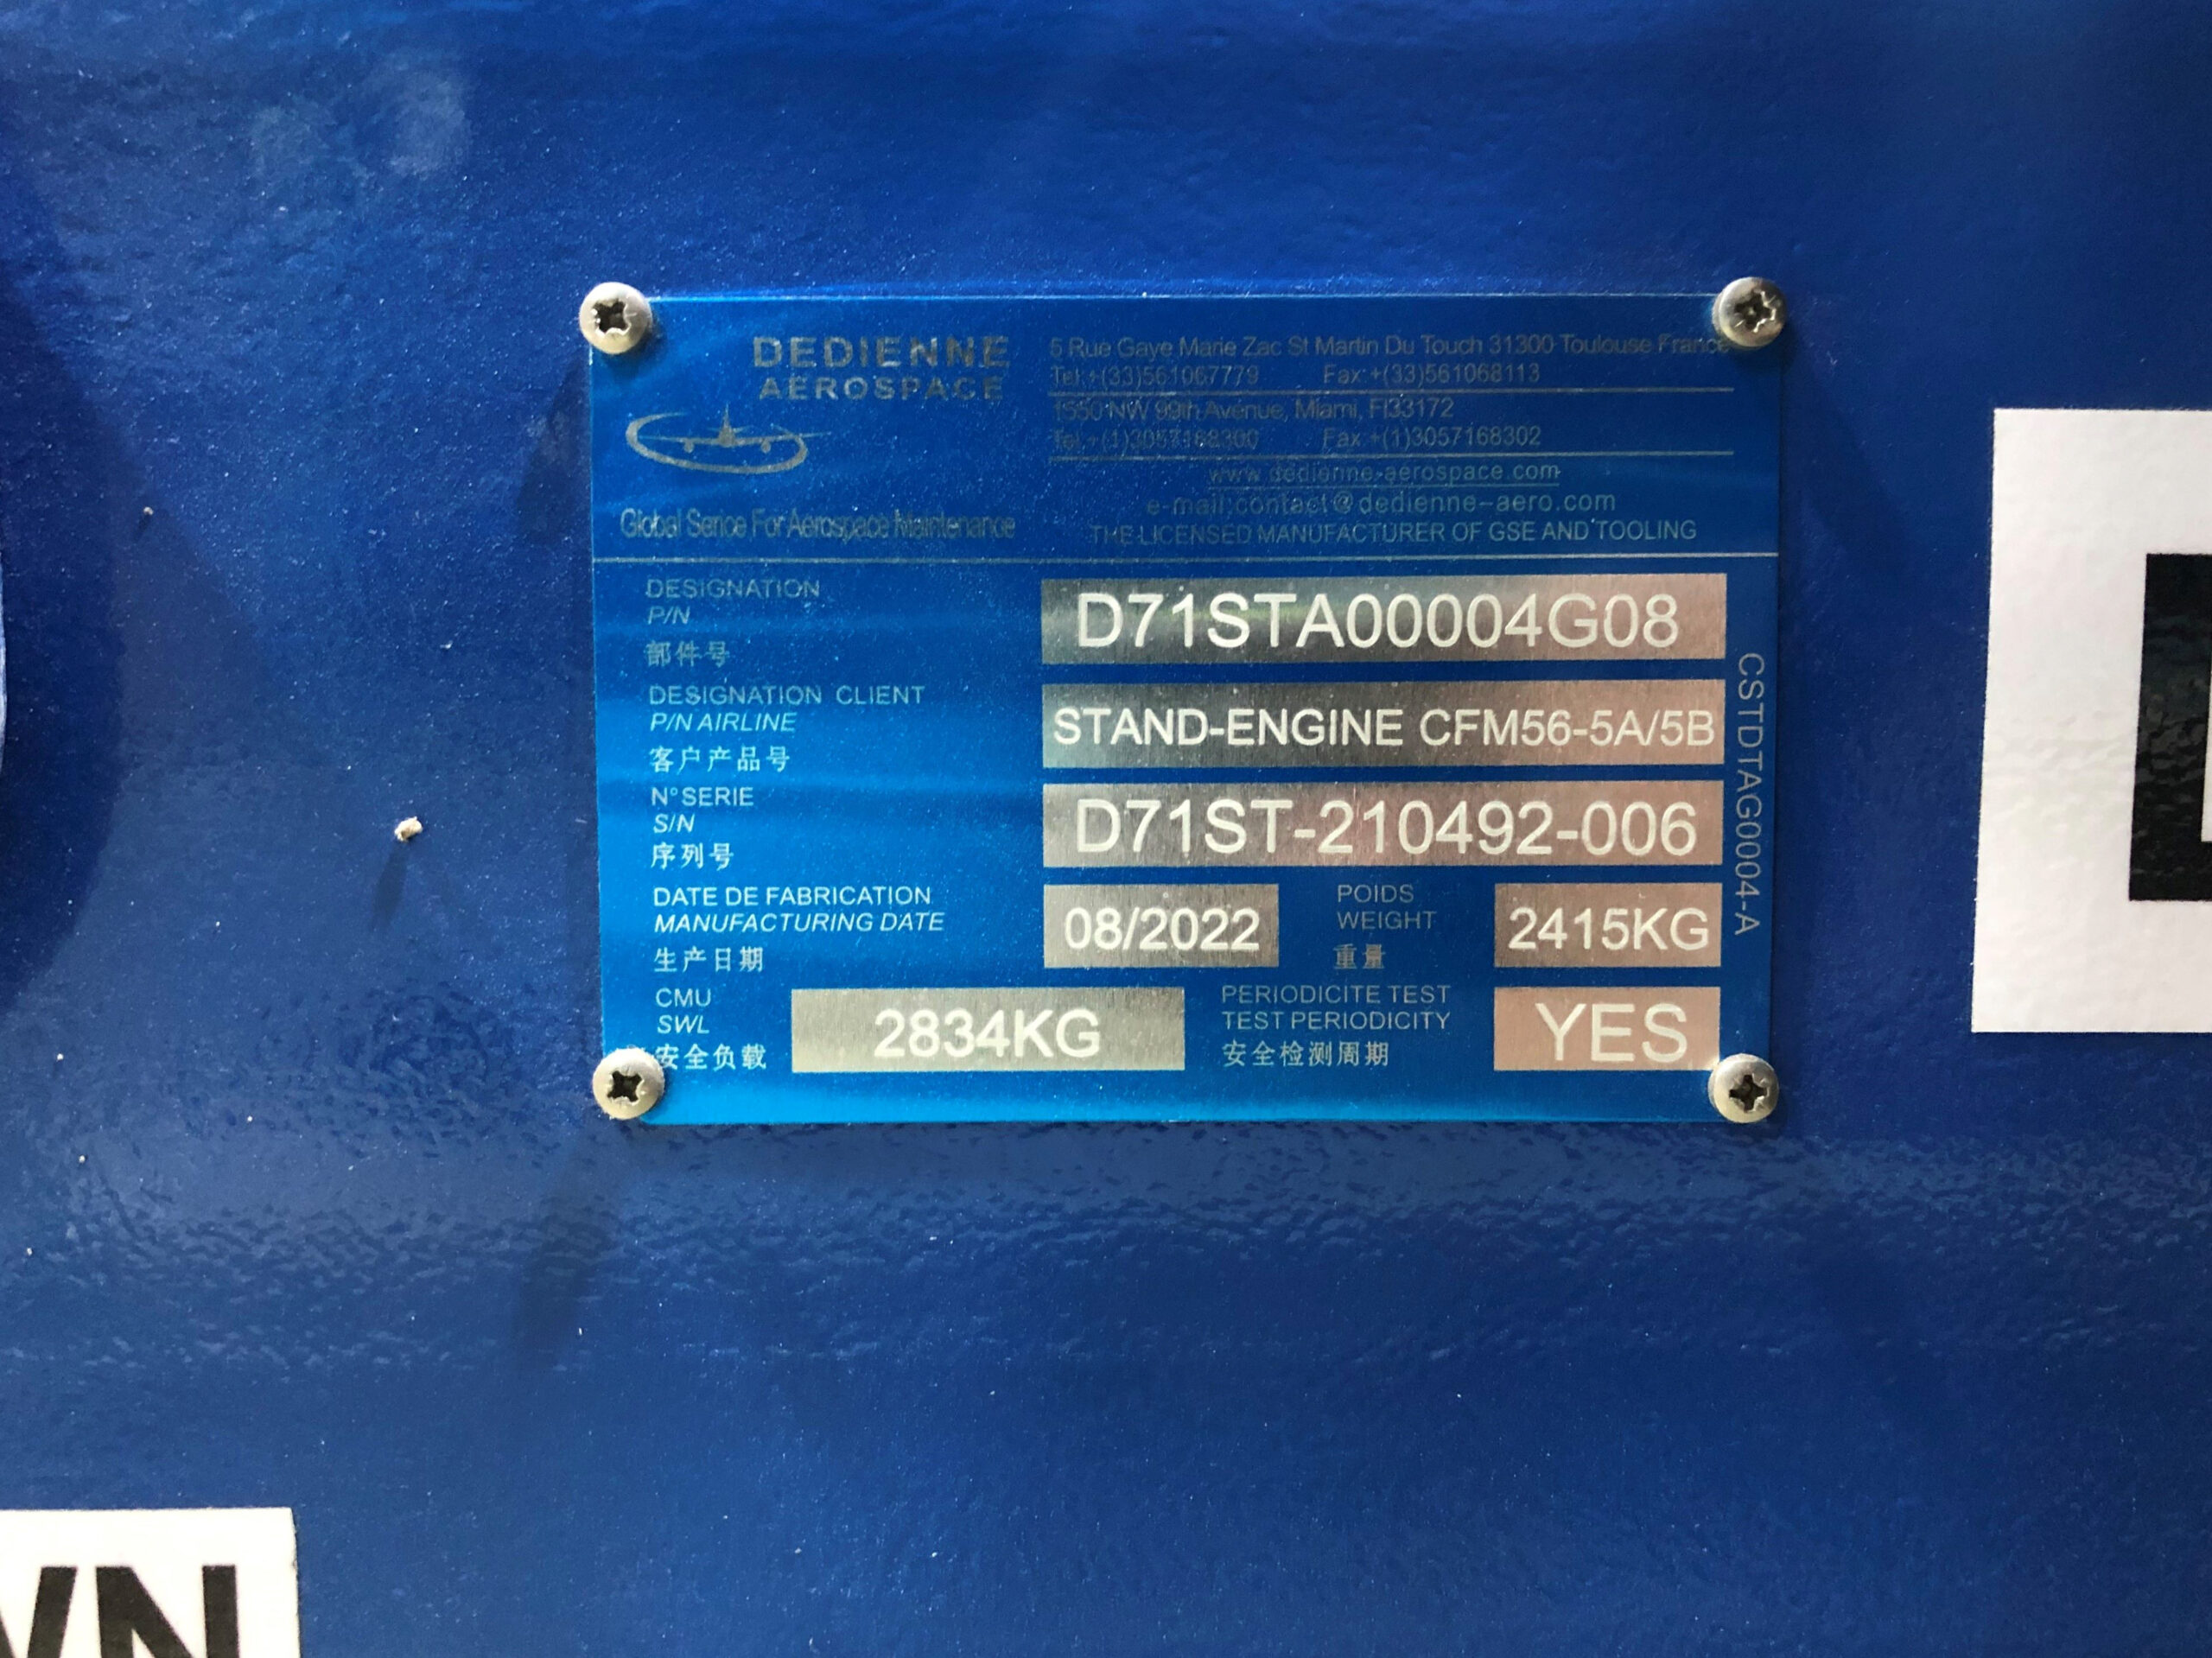 DEDIENNE
AEROSPACE
Global Serice For Aerospace Maintenance
5 Rue Gaye Marie Zac St Martin Du Touch 31300 Toulouse France
Tel:+(33)561067779 Fax:+(33)561068113
1550 NW 99th Avenue, Miami, Fl33172
Tel:+(1)3057168300 Fax:+(1)3057168302
www.dedienne-aerospace.com
e-mail:contact@dedienne-aero.com
THE LICENSED MANUFACTURER OF GSE AND TOOLING
DESIGNATION
P/N
部件号
D71STA00004G08
DESIGNATION CLIENT
P/N AIRLINE
客户产品号
STAND-ENGINE CFM56-5A/5B
N°SERIE
S/N
序列号
D71ST-210492-006
DATE DE FABRICATION
MANUFACTURING DATE
生产日期
08/2022
POIDS
WEIGHT
重量
2415KG
CMU
SWL
安全负载
2834KG
PERIODICITE TEST
TEST PERIODICITY
安全检测周期
YES
CSTDTAG0004-A